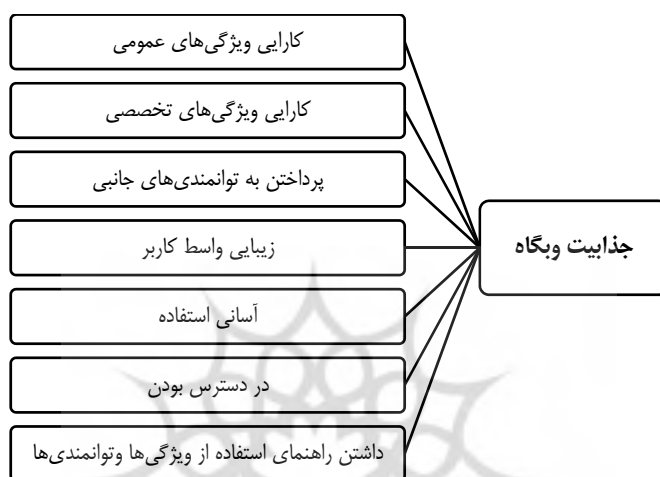 جذابیت وبگاه
کارایی ویژگی‌های عمومی
کارایی ویژگی‌های تخصصی
پرداختن به توانمندی‌های جانبی
زیبایی واسط کاربر
آسانی استفاده
در دسترس بودن
داشتن راهنمای استفاده از ویژگی‌ها وتوانمندی‌ها